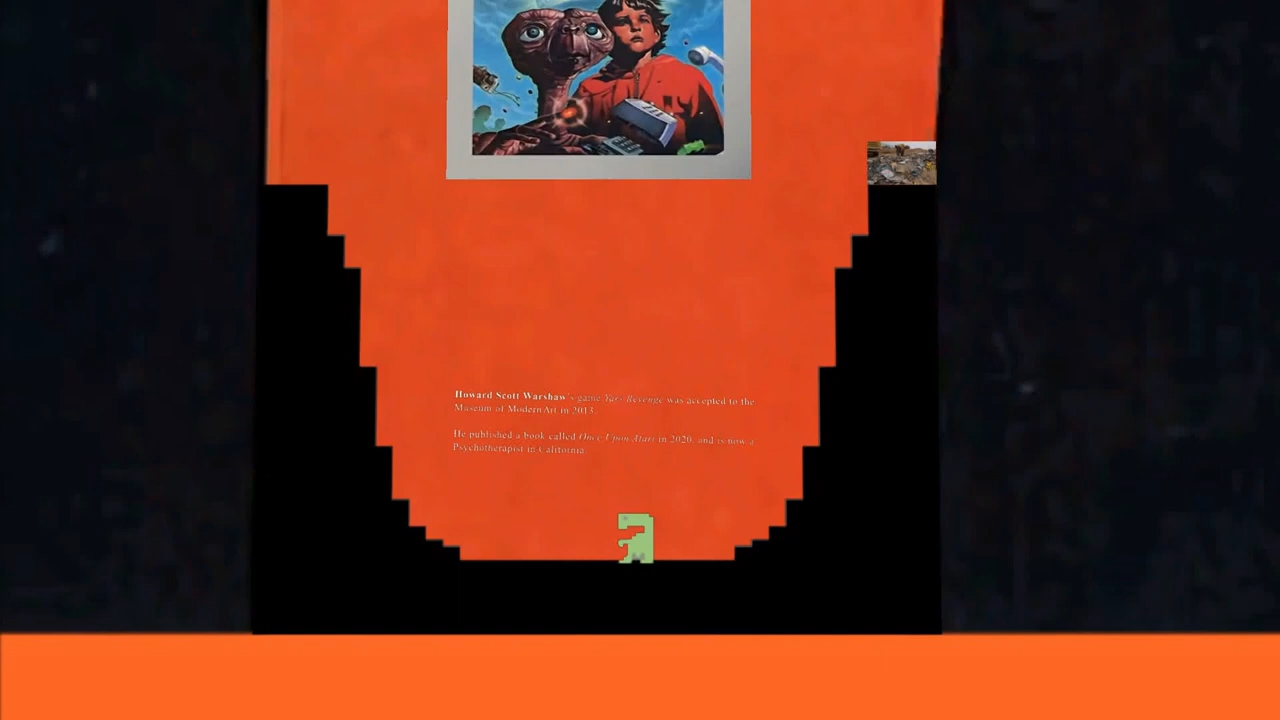 Howard Scott Warshaw's game Yars Revenge was accepted to the
Museum of Modern Art in 2013.
He published a book called Once Upon Atari in 2020, and is now a
Psychotherapist in California.